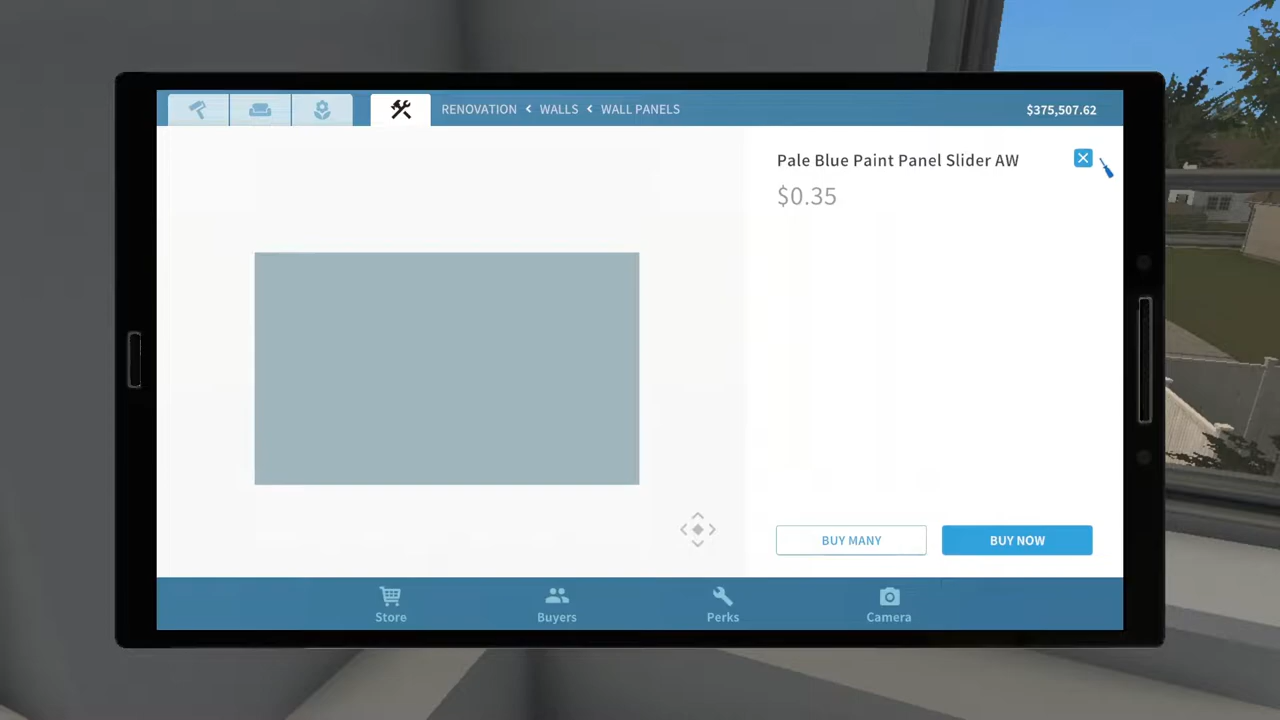 RENOVATION < WALLS < WALL PANELS
$375,507.62
Pale Blue Paint Panel Slider AW
$0.35
BUY MANY
BUY NOW
Store
Buyers
Perks
Camera